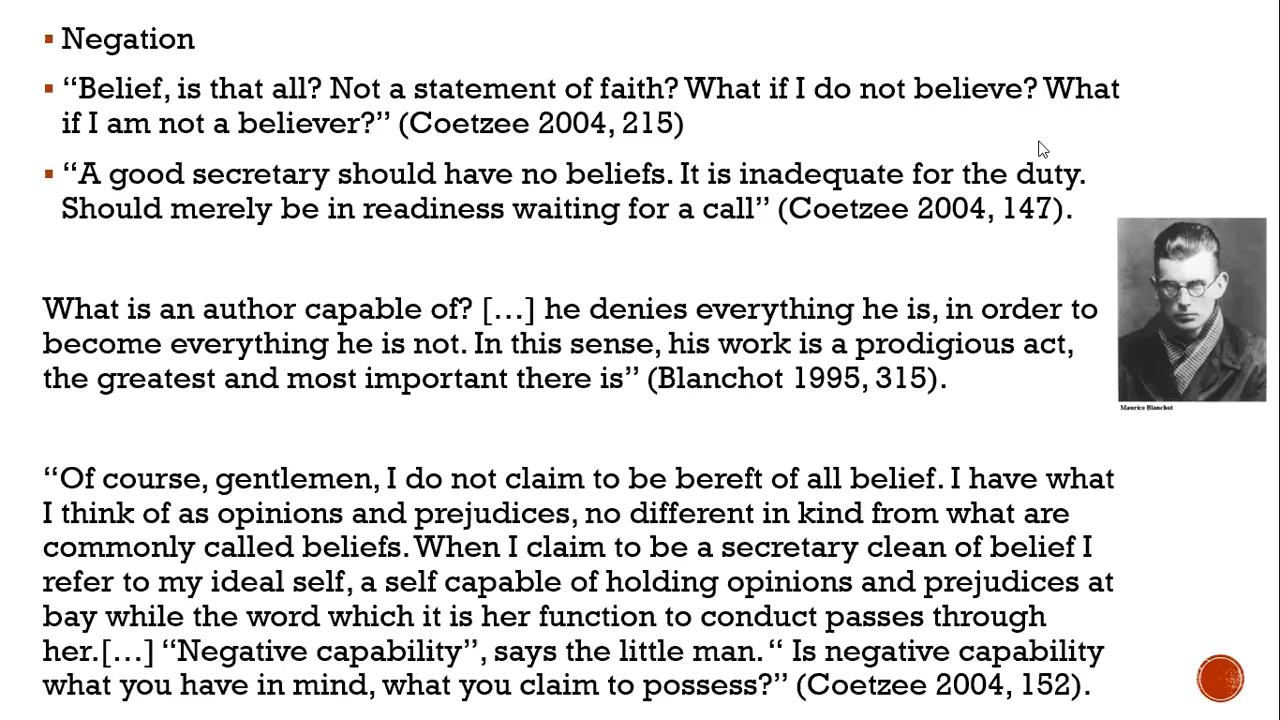 Negation
“Belief, is that all? Not a statement of faith? What if I do not believe? What
if I am not a believer?” (Coetzee 2004, 215)
“A good secretary should have no beliefs. It is inadequate for the duty.
Should merely be in readiness waiting for a call” (Coetzee 2004, 147).
What is an author capable of? […] he denies everything he is, in order to
become everything he is not. In this sense, his work is a prodigious act,
the greatest and most important there is” (Blanchot 1995, 315).
Maurice Blanchot
“Of course, gentlemen, I do not claim to be bereft of all belief. I have what
I think of as opinions and prejudices, no different in kind from what are
commonly called beliefs. When I claim to be a secretary clean of belief I
refer to my ideal self, a self capable of holding opinions and prejudices at
bay while the word which it is her function to conduct passes through
her.[…] “Negative capability”, says the little man. “ Is negative capability
what you have in mind, what you claim to possess?” (Coetzee 2004, 152).